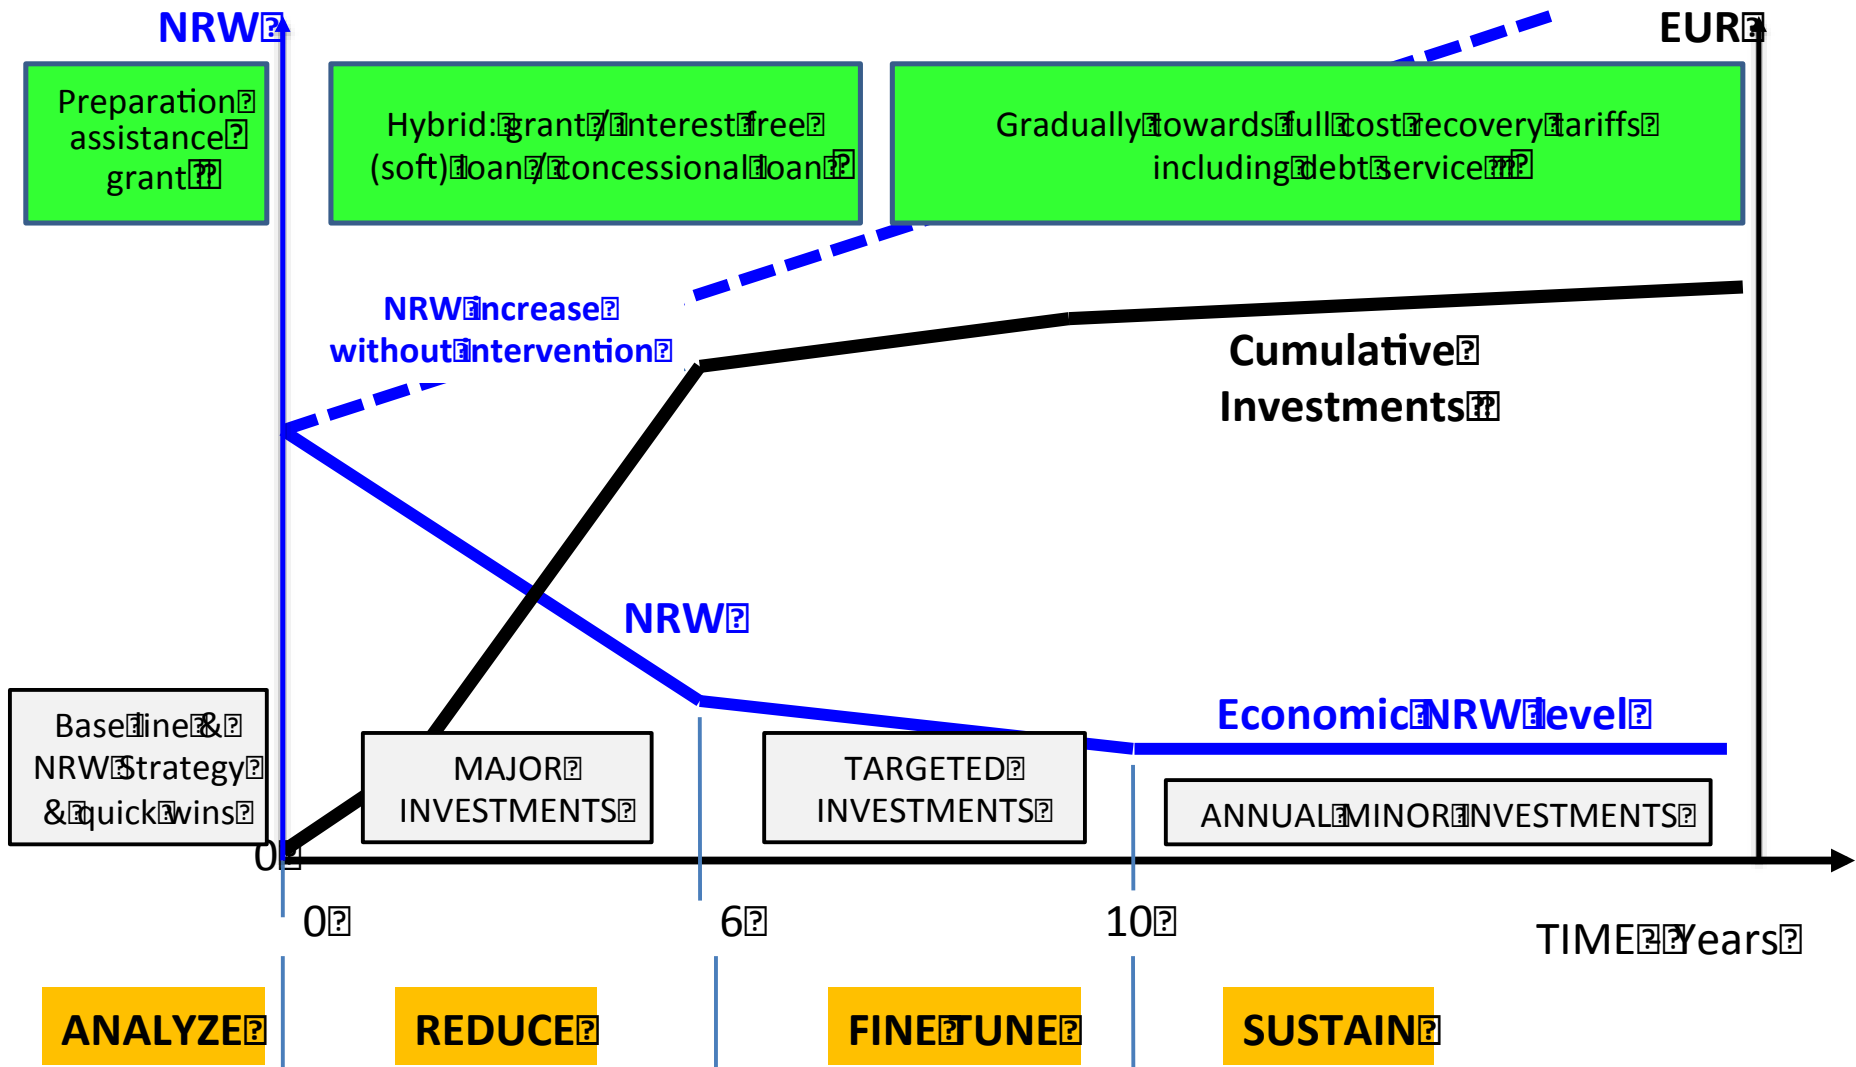 NRW
EUR
Preparation
assistance
grant
Hybrid: grant / interest free
(soft) loan / concessional loan
Gradually towards full cost recovery tariffs
including debt service
NRW increase
without intervention
Cumulative
Investments
NRW
Economic NRW level
Base line &
NRW Strategy
& quick wins
MAJOR
INVESTMENTS
TARGETED
INVESTMENTS
ANNUAL MINOR INVESTMENTS
0
0
6
10
TIME - Years
ANALYZE
REDUCE
FINE TUNE
SUSTAIN